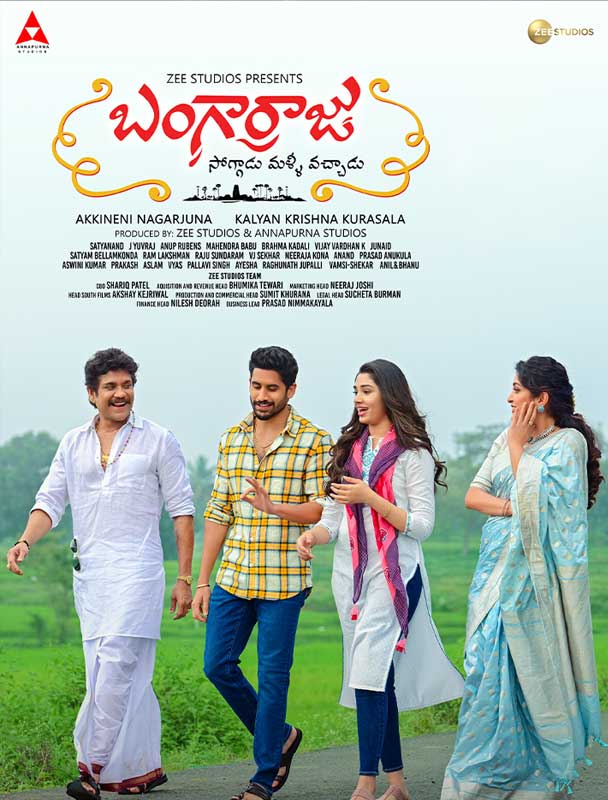 ANNAPURNA
STUDIOS
ZEE STUDIOS
ZEE STUDIOS PRESENTS
బంగార్రాజు
సోగ్గాడు మళ్ళీ వచ్చాడు
AKKINENI NAGARJUNA KALYAN KRISHNA KURASALA
PRODUCED BY: ZEE STUDIOS & ANNAPURNA STUDIOS
SATYANAND J YUVRAJ ANUP RUBENS MAHENDRA BABU BRAHMA KADALI VIJAY VARDHAN K JUNAID
SATYAM BELLAMKONDA RAM LAKSHMAN RAJU SUNDARAM VJ SEKHAR NEERAJA KONA ANAND PRASAD ANUKULA
ASWINI KUMAR PRAKASH ASLAM VYAS PALLAVI SINGH AYESHA RAGHUNATH JUPALLI VAMSI-SHEKAR ANIL&BHANU
ZEE STUDIOS TEAM
CBO SHARIQ PATEL AQUISITION AND REVENUE HEAD BHUMIKA TEWARI MARKETING HEAD NEERAJ JOSHI
HEAD SOUTH FILMS AKSHAY KEJRIWAL PRODUCTION AND COMMERCIAL HEAD SUMIT KHURANA LEGAL HEAD SUCHETA BURMAN
FINANCE HEAD NILESH DEORAH BUSINESS LEAD PRASAD NIMMAKAYALA